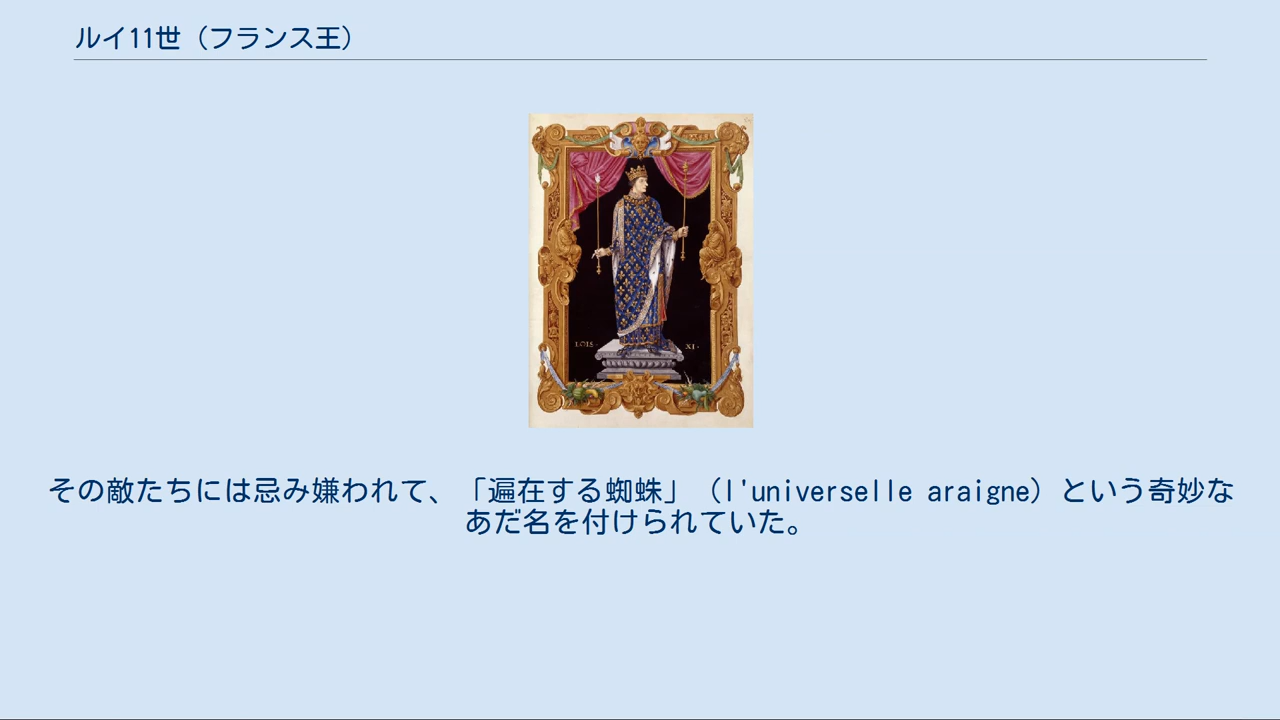 ルイ11世（フランス王）
LOIS·
XI·
その敵たちには忌み嫌われて、「遍在する蜘蛛」（l'universelle araigne）という奇妙な
あだ名を付けられていた。